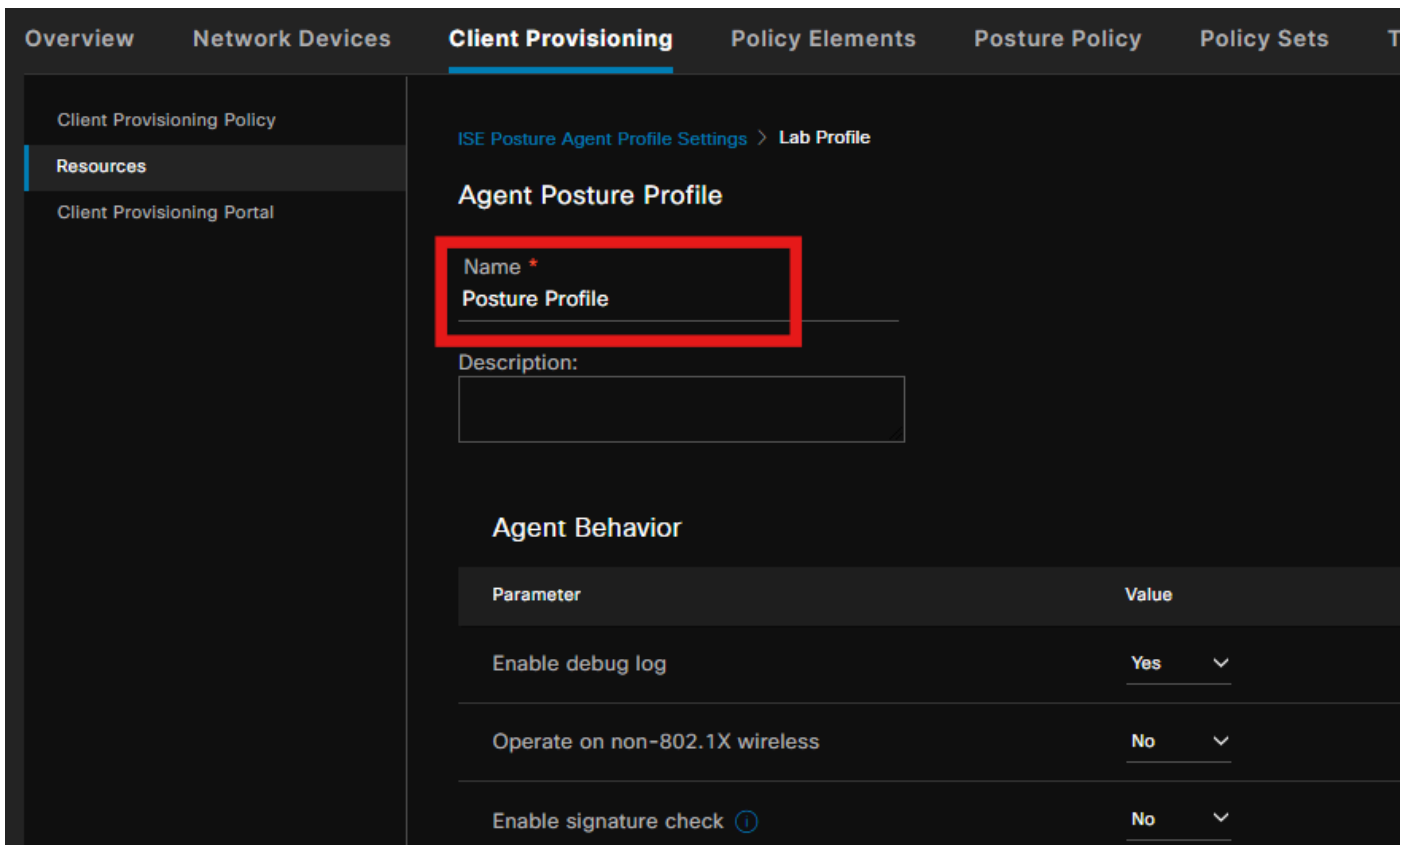 Overview Network Devices Client Provisioning Policy Elements Posture Policy Policy Sets T
Client Provisioning Policy
Resources
Client Provisioning Portal
ISE Posture Agent Profile Settings > Lab Profile
Agent Posture Profile
Name *
Posture Profile
Description:
Agent Behavior
Parameter Value
Enable debug log Yes
Operate on non-802.1X wireless No
Enable signature check No